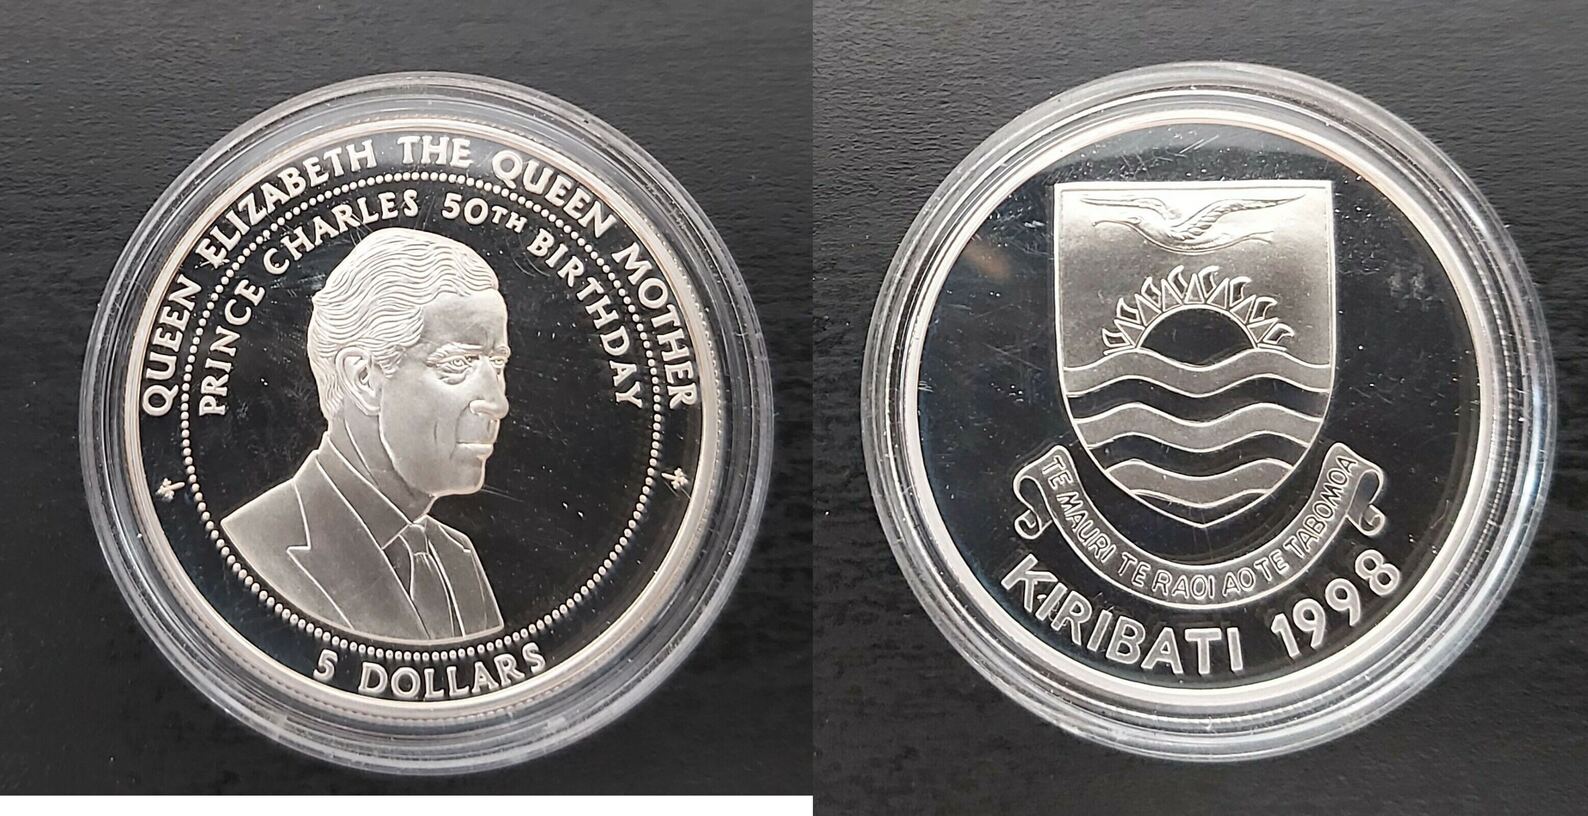 QUEEN ELIZABETH THE QUEEN MOTHER
PRINCE CHARLES 50TH BIRTHDAY
5 DOLLARS
TE MAURI TE RAOI AO TE TABOMOA
KIRIBATI 1998